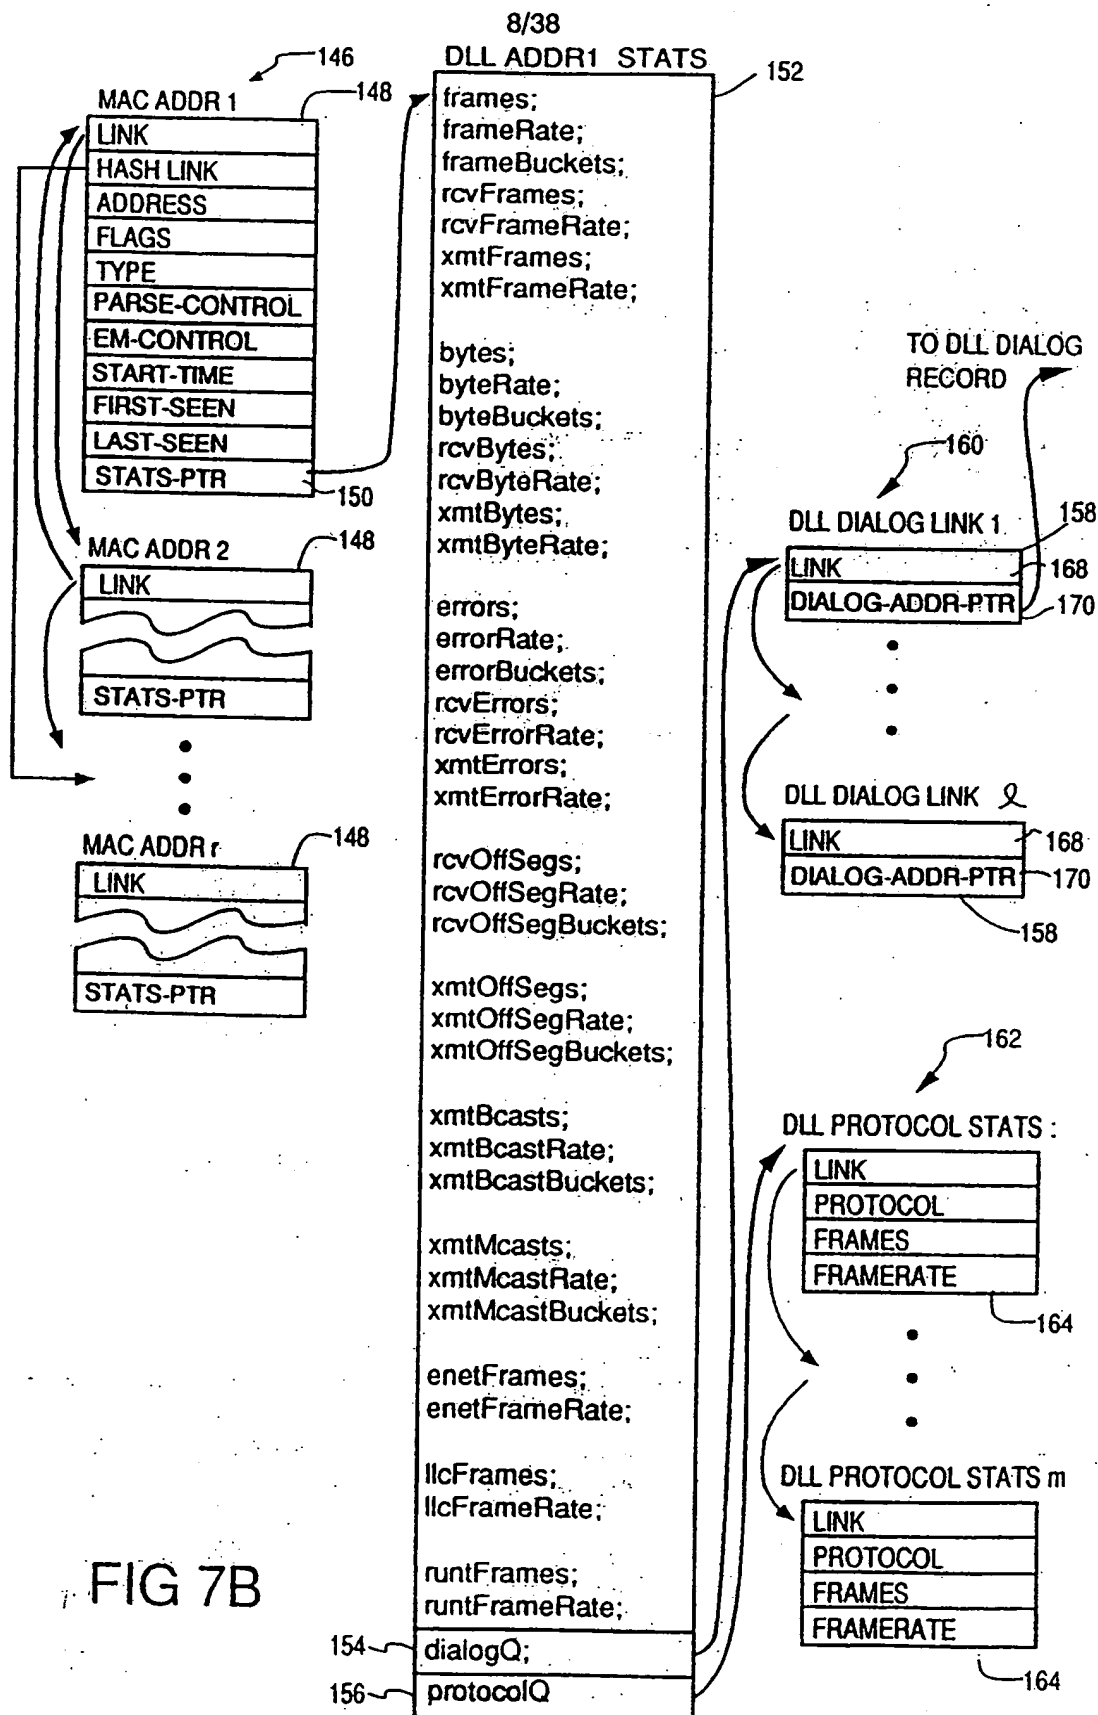 8/38
146
MAC ADDR 1
148
LINK
HASH LINK
ADDRESS
FLAGS
TYPE
PARSE-CONTROL
EM-CONTROL
START-TIME
FIRST-SEEN
LAST-SEEN
STATS-PTR
150
MAC ADDR 2
148
LINK
STATS-PTR
MAC ADDR r
148
LINK
STATS-PTR
DLL ADDR1 STATS
152
frames;
frameRate;
frameBuckets;
rcvFrames;
rcvFrameRate;
xmtFrames;
xmtFrameRate;
bytes;
byteRate;
byteBuckets;
rcvBytes;
rcvByteRate;
xmtBytes;
xmtByteRate;
errors;
errorRate;
errorBuckets;
rcvErrors;
rcvErrorRate;
xmtErrors;
xmtErrorRate;
rcvOffSegs;
rcvOffSegRate;
rcvOffSegBuckets;
xmtOffSegs;
xmtOffSegRate;
xmtOffSegBuckets;
xmtBcasts;
xmtBcastRate;
xmtBcastBuckets;
xmtMcasts;
xmtMcastRate;
xmtMcastBuckets;
enetFrames;
enetFrameRate;
llcFrames;
llcFrameRate;
runtFrames;
runtFrameRate;
154
dialogQ;
156
protocolQ
TO DLL DIALOG
RECORD
160
DLL DIALOG LINK 1
158
LINK
168
DIALOG-ADDR-PTR
170
DLL DIALOG LINK ℓ
LINK
168
DIALOG-ADDR-PTR
170
158
162
DLL PROTOCOL STATS :
LINK
PROTOCOL
FRAMES
FRAMERATE
164
DLL PROTOCOL STATS m
LINK
PROTOCOL
FRAMES
FRAMERATE
164
FIG 7B